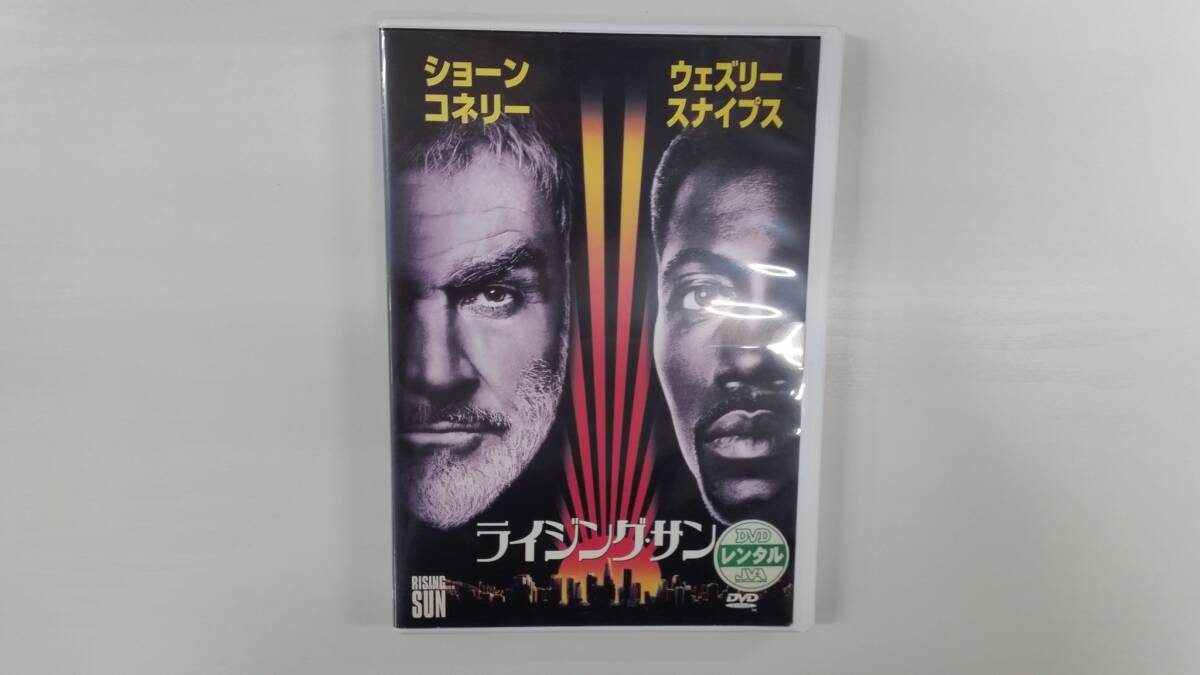 ショーン
コネリー
ウェズリー
スナイプス
ライジング・サン
RISING
SUN
DVD
レンタル
JVA
DVD